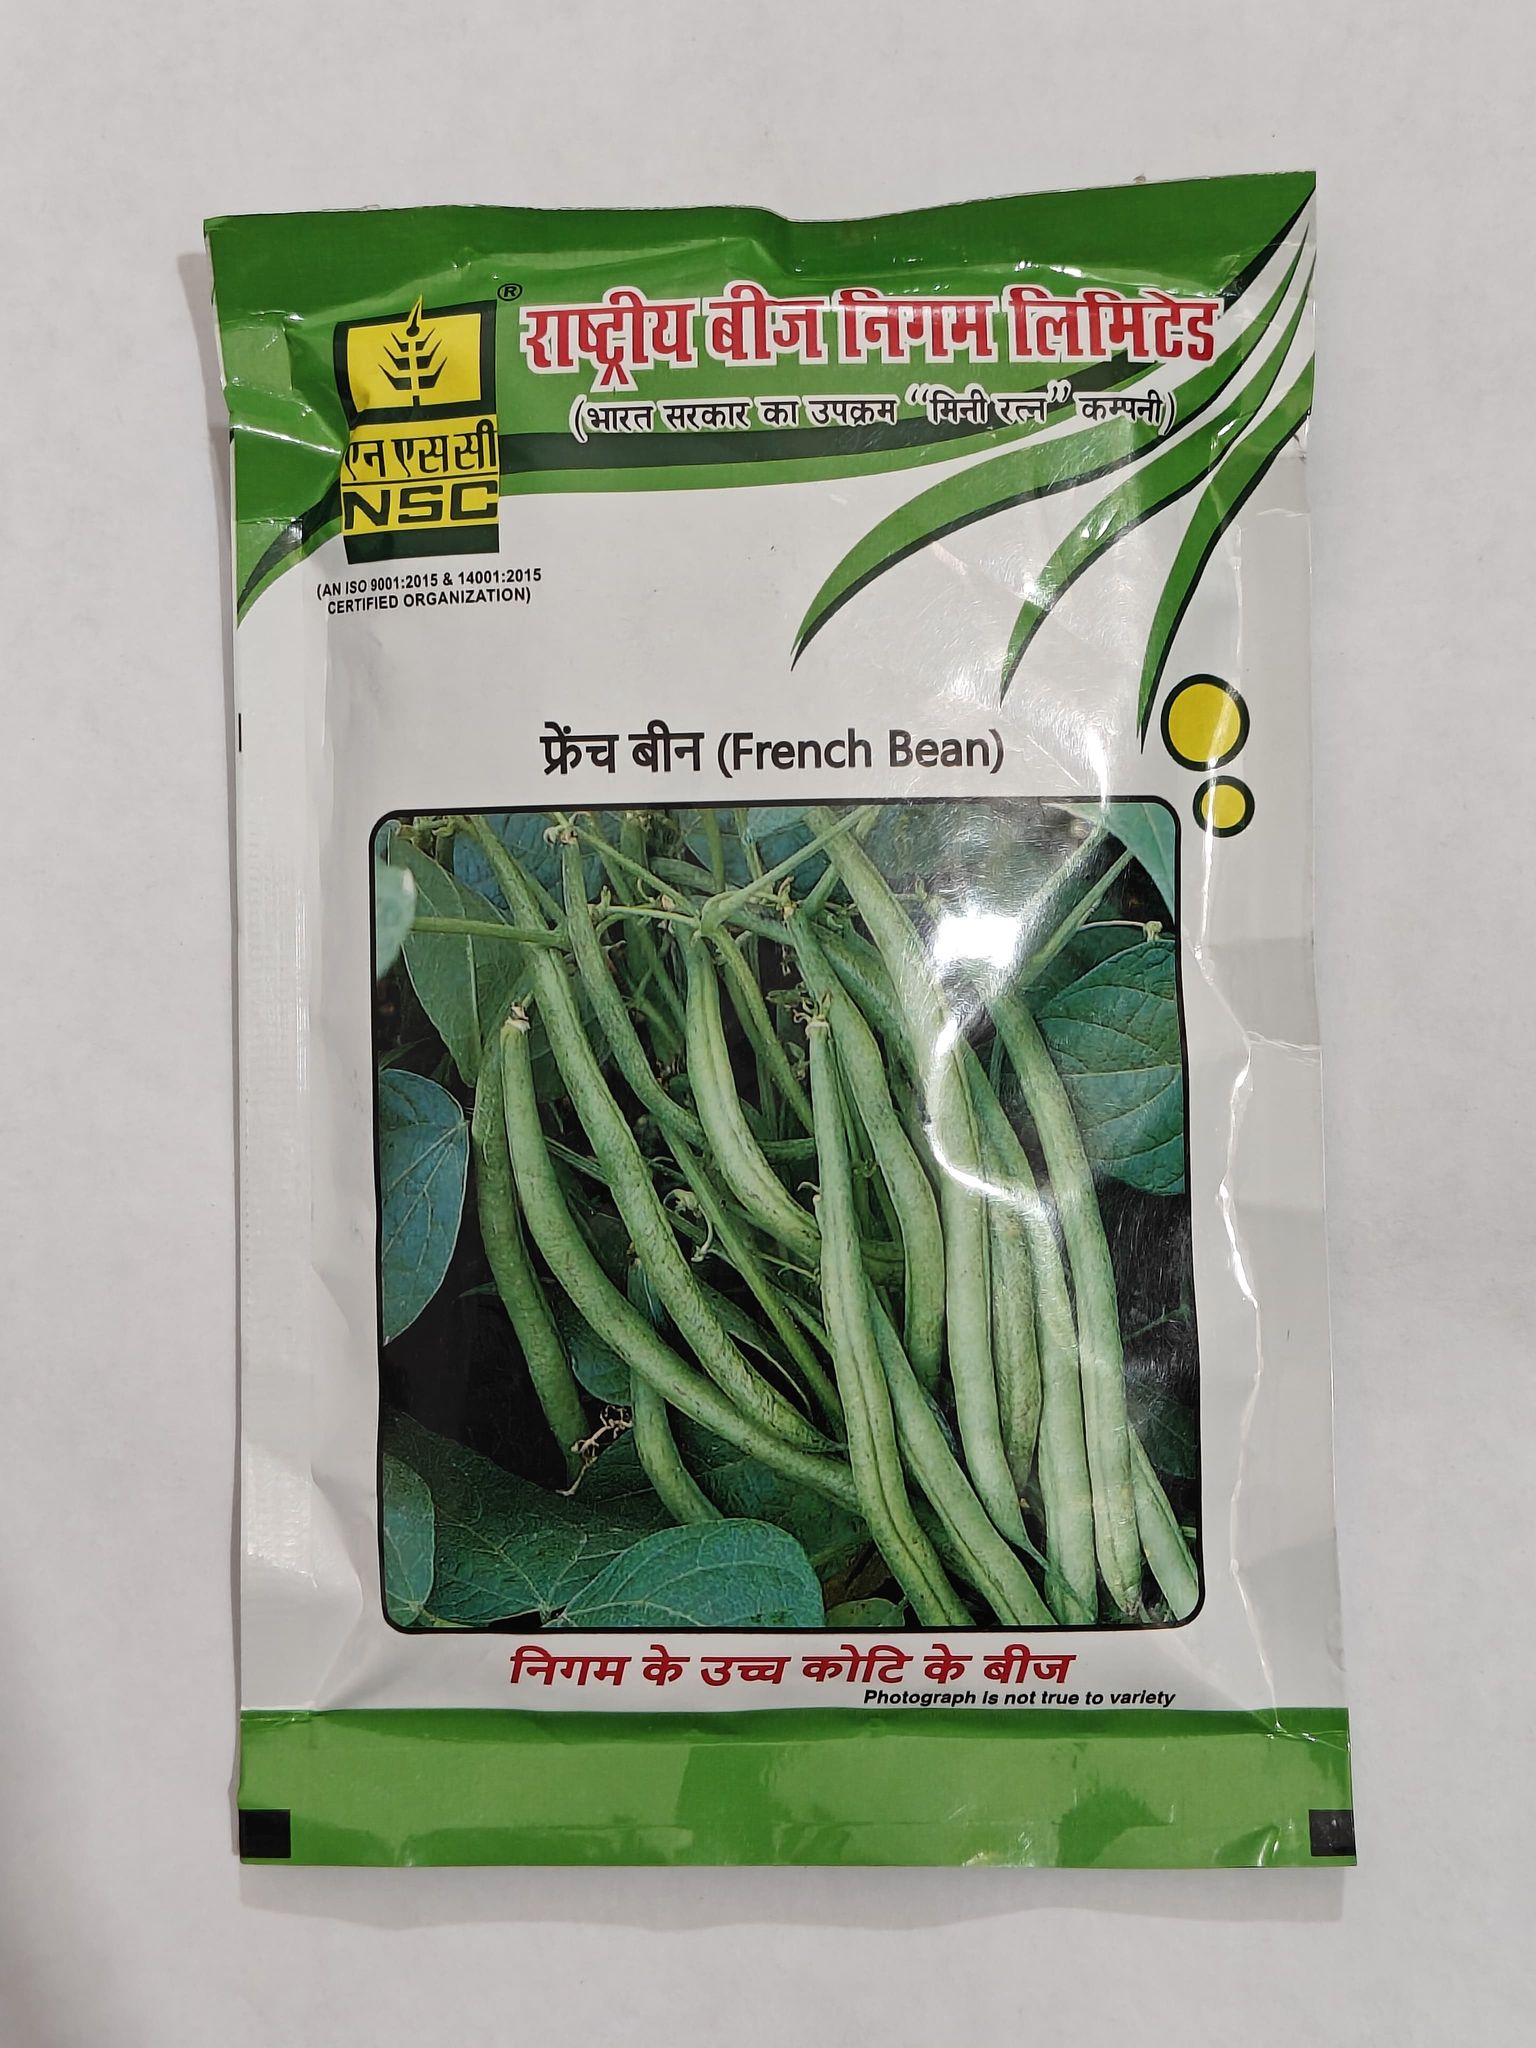 ®
राष्ट्रीय बीज निगम लिमिटेड
(भारत सरकार का उपक्रम “मिनी रत्न” कम्पनी)
एन एस सी
NSC
(AN ISO 9001:2015 & 14001:2015
CERTIFIED ORGANIZATION)
फ्रेंच बीन (French Bean)
निगम के उच्च कोटि के बीज
Photograph is not true to variety